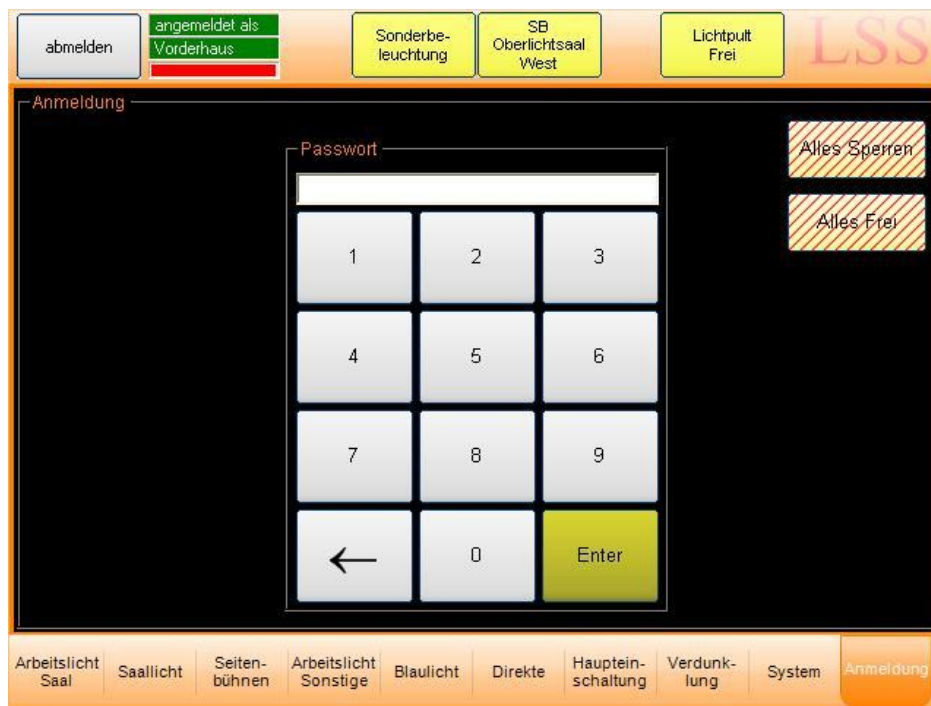 abmelden
angemeldet als
Vorderhaus
Sonderbe-
leuchtung
SB
Oberlichtsaal
West
Lichtpult
Frei
LSS
Anmeldung
Passwort
Alles Sperren
Alles Frei
1
2
3
4
5
6
7
8
9
←
0
Enter
Arbeitslicht
Saal
Saallicht
Seiten-
bühnen
Arbeitslicht
Sonstige
Blaulicht
Direkte
Hauptein-
schaltung
Verdunk-
lung
System
Anmeldung